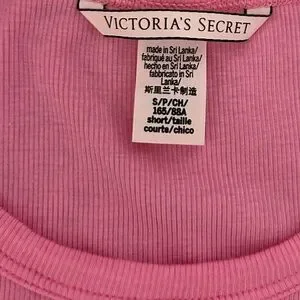 VICTORIA'S SECRET
made in Sri Lanka/
fabriqué au Sri Lanka/
hecho en Sri Lanka/
fabbricato in Sri
Lanka/
斯里兰卡制造
S/P/CH/
165/88A
short/taille
courte/chico